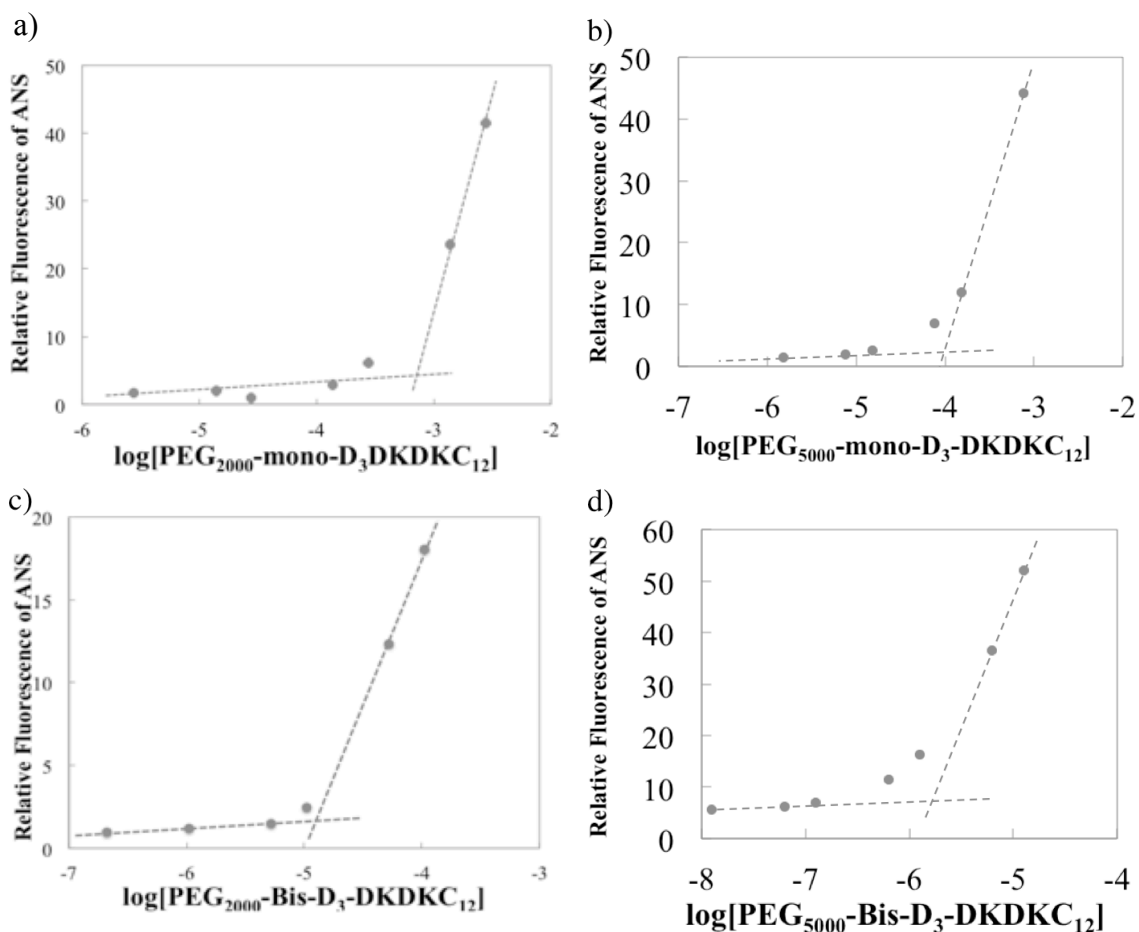 a)
Relative Fluorescence of ANS
50
40
30
20
10
0
-6 -5 -4 -3 -2
log[PEG₂₀₀₀-mono-D₃DKDKC₁₂]
b)
Relative Fluorescence of ANS
50
40
30
20
10
0
-7 -6 -5 -4 -3 -2
log[PEG₅₀₀₀-mono-D₃-DKDKC₁₂]
c)
Relative Fluorescence of ANS
20
15
10
5
0
-7 -6 -5 -4 -3
log[PEG₂₀₀₀-Bis-D₃-DKDKC₁₂]
d)
Relative Fluorescence of ANS
60
50
40
30
20
10
0
-8 -7 -6 -5 -4
log[PEG₅₀₀₀-Bis-D₃-DKDKC₁₂]